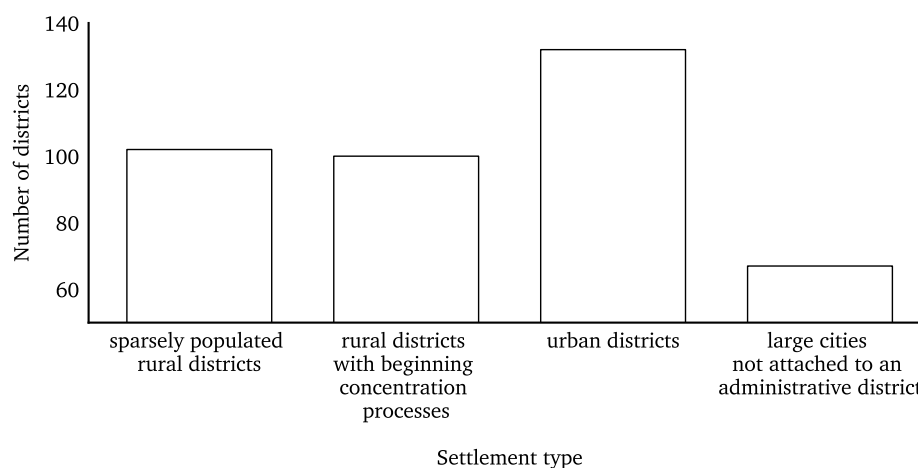 140
120
100
80
60
Number of districts
sparsely populated
rural districts
rural districts
with beginning
concentration
processes
urban districts
large cities
not attached to an
administrative district
Settlement type